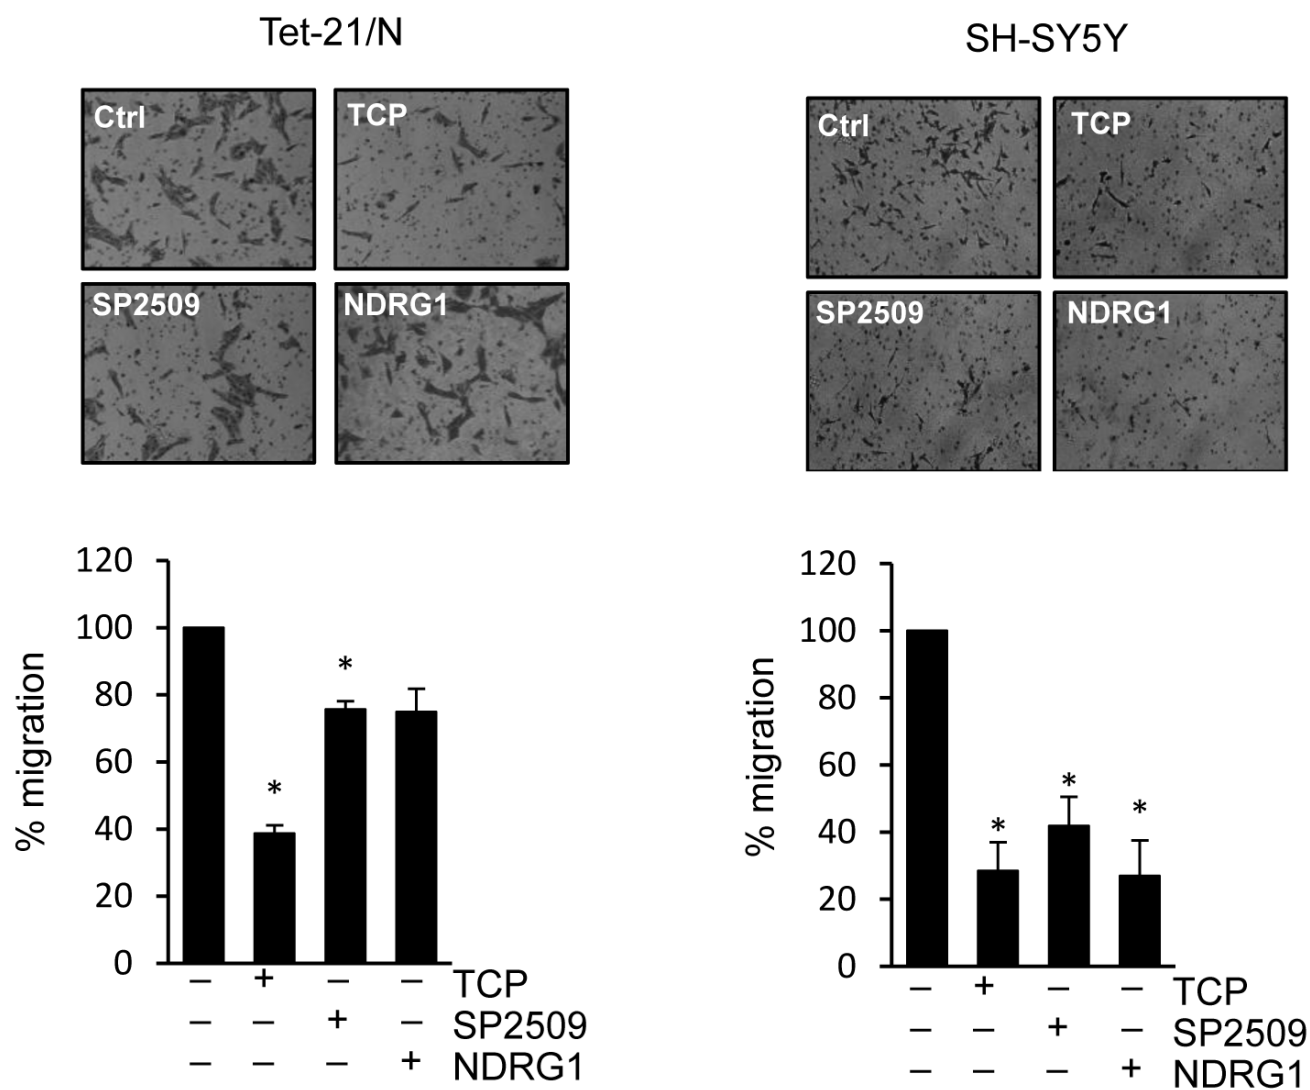 Tet-21/N
Ctrl
TCP
SP2509
NDRG1
% migration
120
100
80
60
40
20
0
*
*
− + − − TCP
− − + − SP2509
− − − + NDRG1
SH-SY5Y
Ctrl
TCP
SP2509
NDRG1
% migration
120
100
80
60
40
20
0
*
*
*
− + − − TCP
− − + − SP2509
− − − + NDRG1